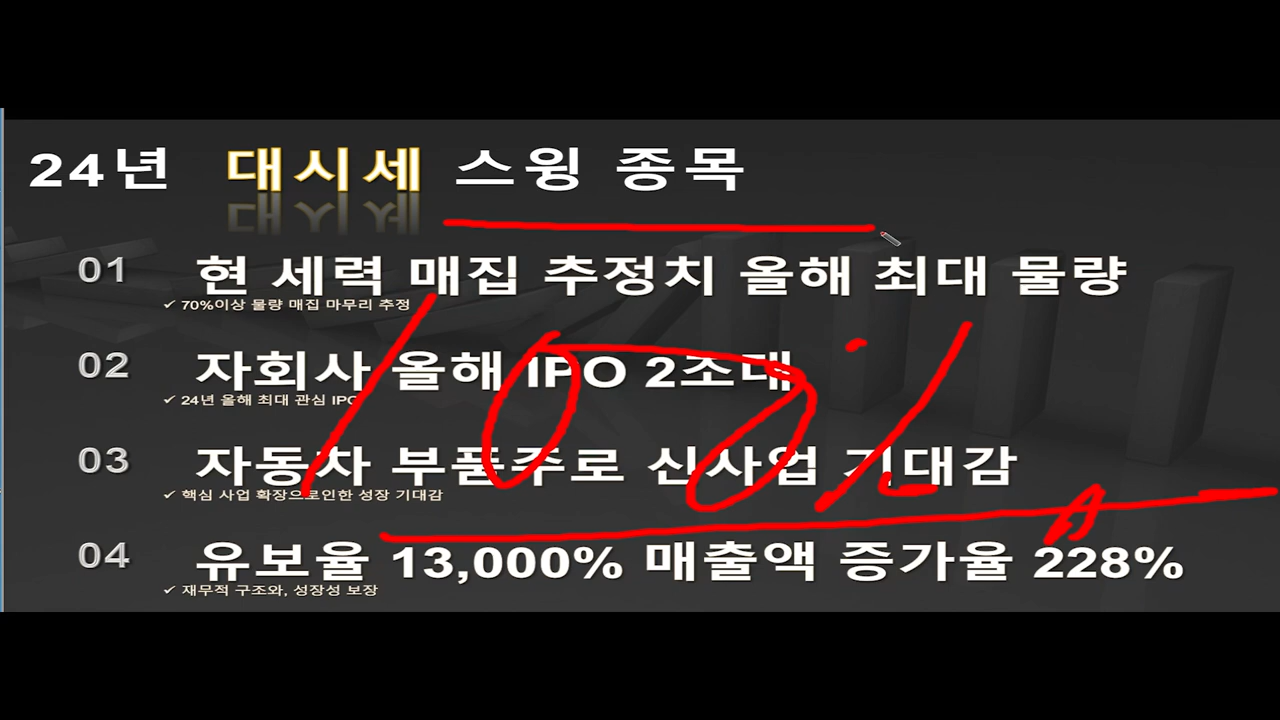 24년 대시세 스윙 종목
01 현 세력 매집 추정치 올해 최대 물량
✓ 70%이상 물량 매집 마무리 추정
02 자회사 올해 IPO 2조대
✓ 24년 올해 최대 관심 IPO
100%
03 자동차 부품주로 신사업 기대감
✓ 핵심 사업 확장으로인한 성장 기대감
04 유보율 13,000% 매출액 증가율 228%
✓ 재무적 구조와, 성장성 보장